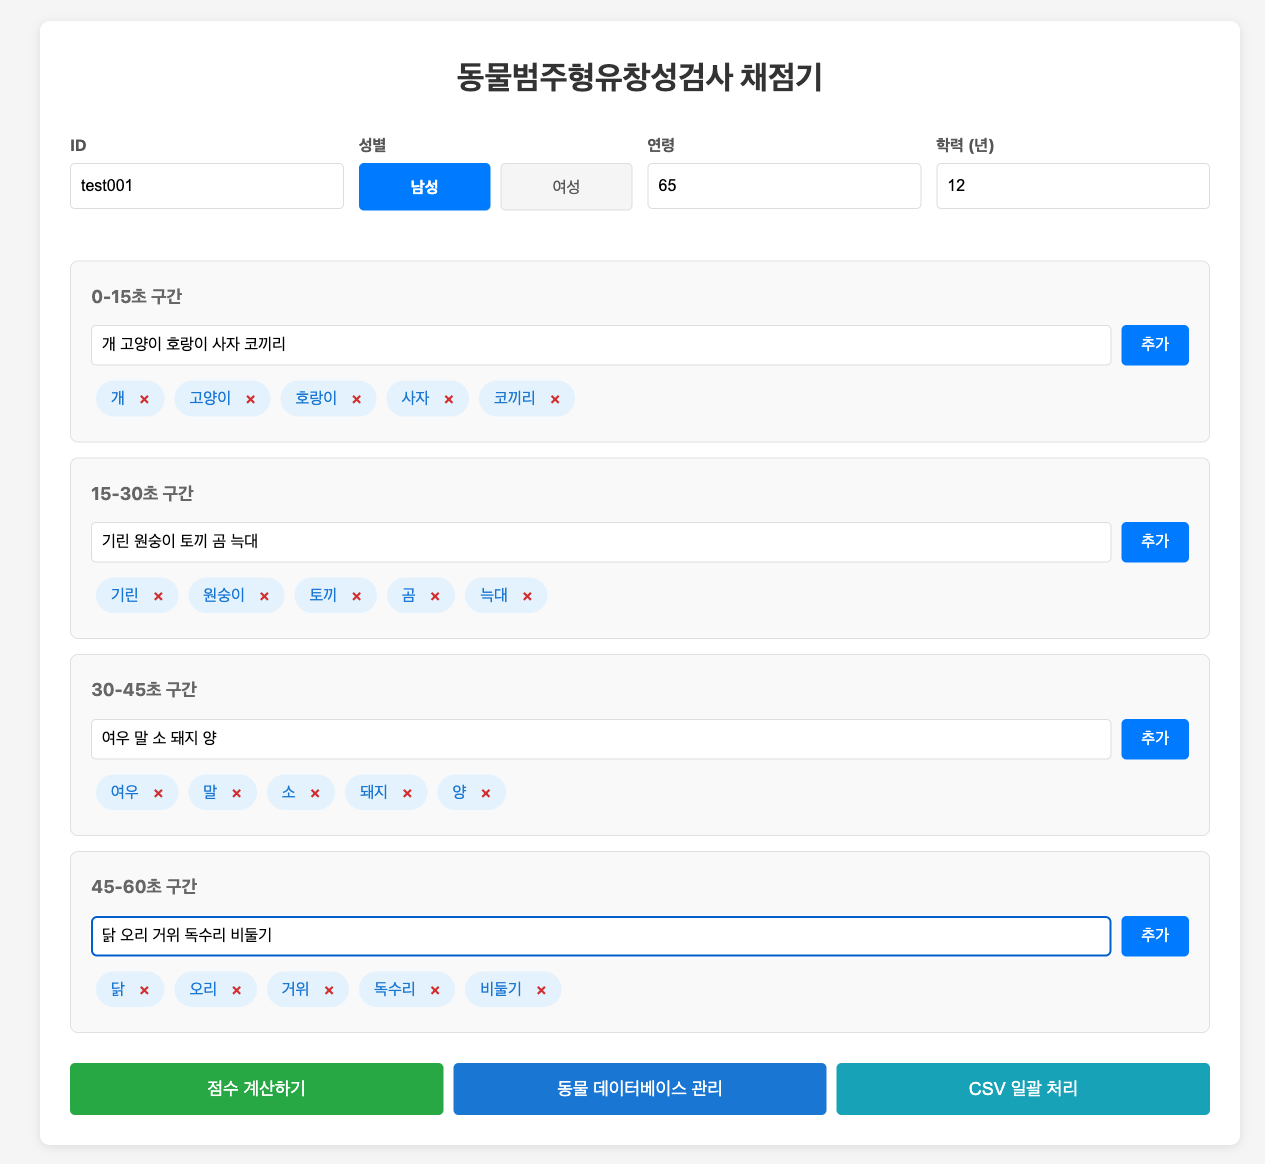 동물범주형유창성검사 채점기
ID 성별 연령 학력 (년)
test001 남성 여성 65 12
0-15초 구간
개 고양이 호랑이 사자 코끼리 추가
개 × 고양이 × 호랑이 × 사자 × 코끼리 ×
15-30초 구간
기린 원숭이 토끼 곰 늑대 추가
기린 × 원숭이 × 토끼 × 곰 × 늑대 ×
30-45초 구간
여우 말 소 돼지 양 추가
여우 × 말 × 소 × 돼지 × 양 ×
45-60초 구간
닭 오리 거위 독수리 비둘기 추가
닭 × 오리 × 거위 × 독수리 × 비둘기 ×
점수 계산하기 동물 데이터베이스 관리 CSV 일괄 처리